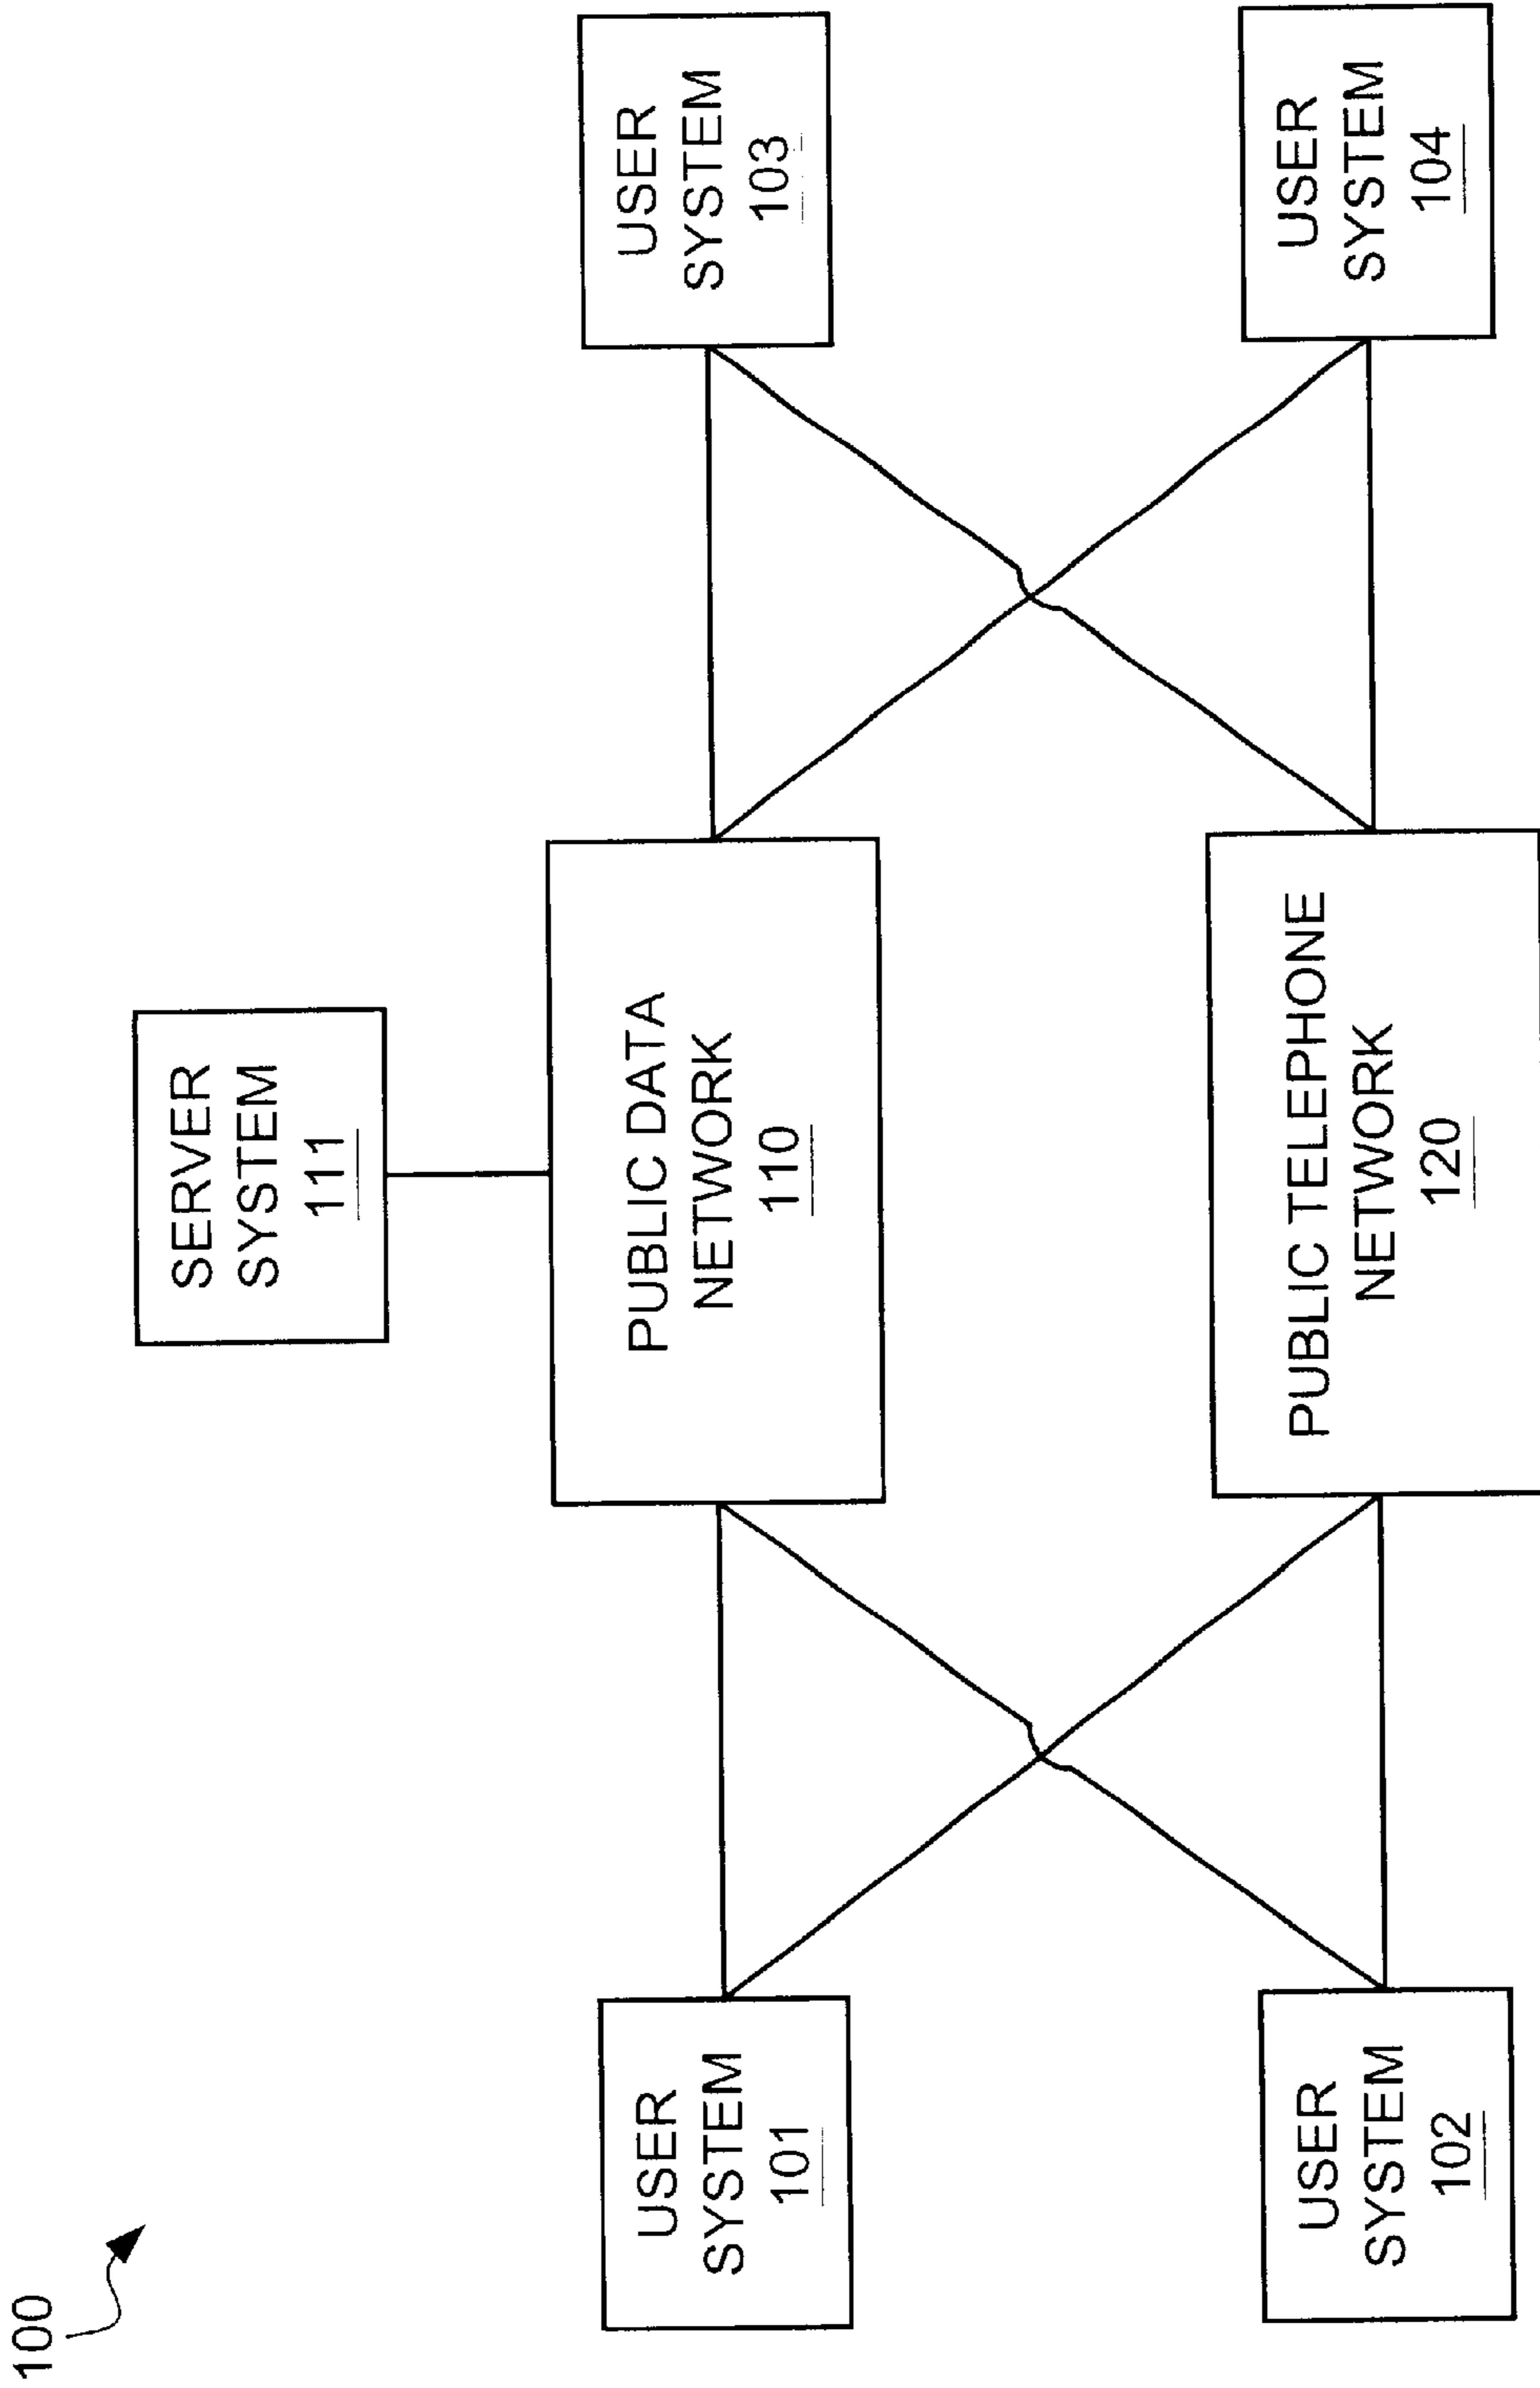 100
SERVER
SYSTEM
111
USER
SYSTEM
101
PUBLIC DATA
NETWORK
110
USER
SYSTEM
103
USER
SYSTEM
102
PUBLIC TELEPHONE
NETWORK
120
USER
SYSTEM
104